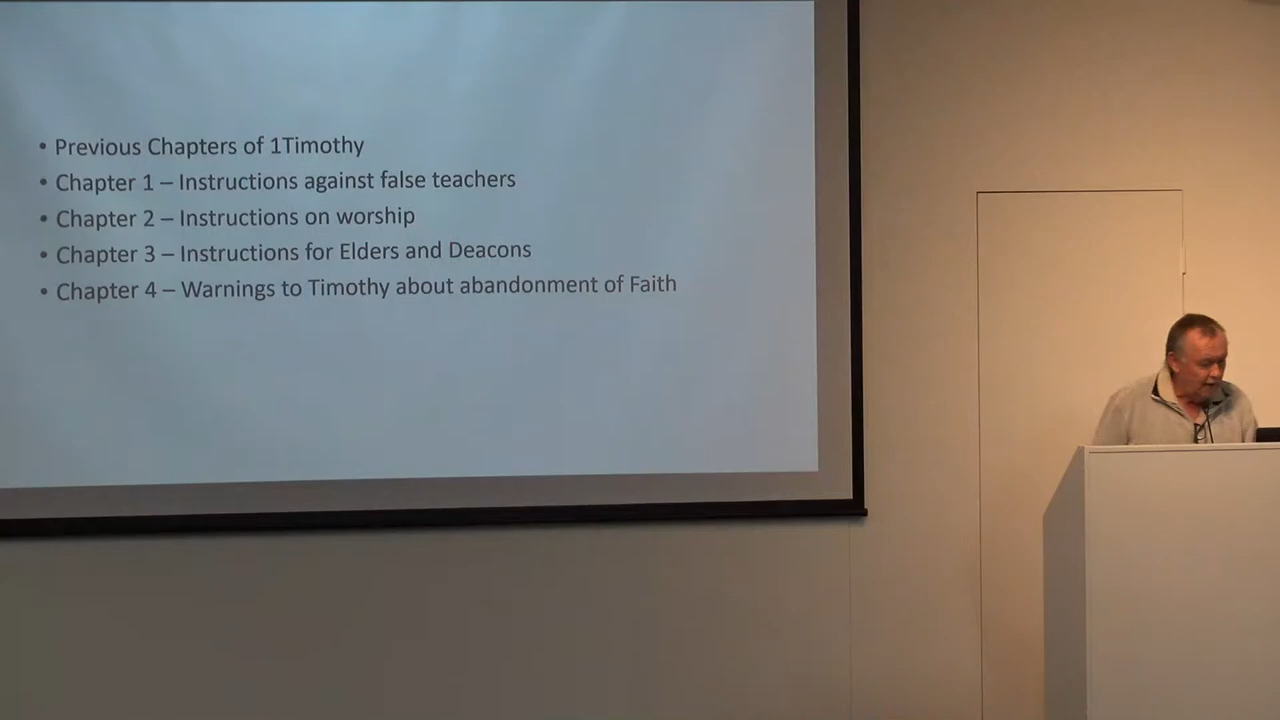 • Previous Chapters of 1Timothy
• Chapter 1 – Instructions against false teachers
• Chapter 2 – Instructions on worship
• Chapter 3 – Instructions for Elders and Deacons
• Chapter 4 – Warnings to Timothy about abandonment of Faith